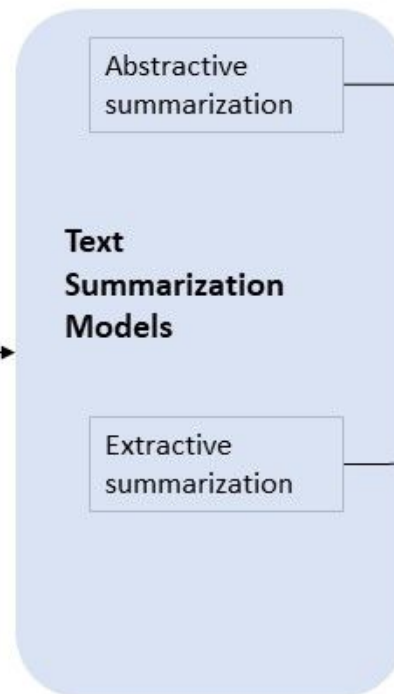 Abstractive
summarization
Text
Summarization
Models
Extractive
summarization